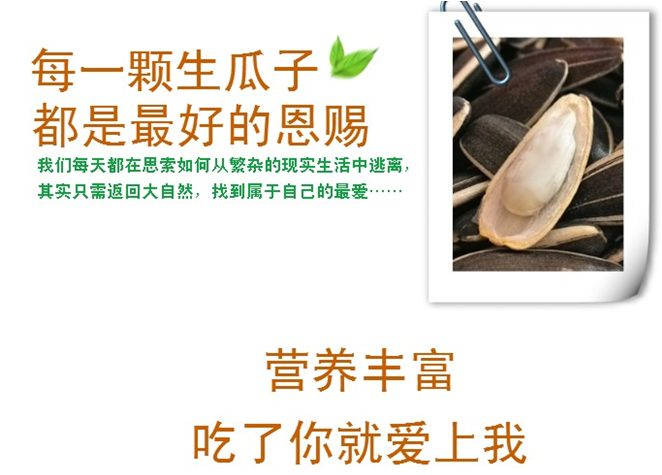 每一颗生瓜子
都是最好的恩赐
我们每天都在思索如何从繁杂的现实生活中逃离，
其实只需返回大自然，找到属于自己的最爱……
营养丰富
吃了你就爱上我